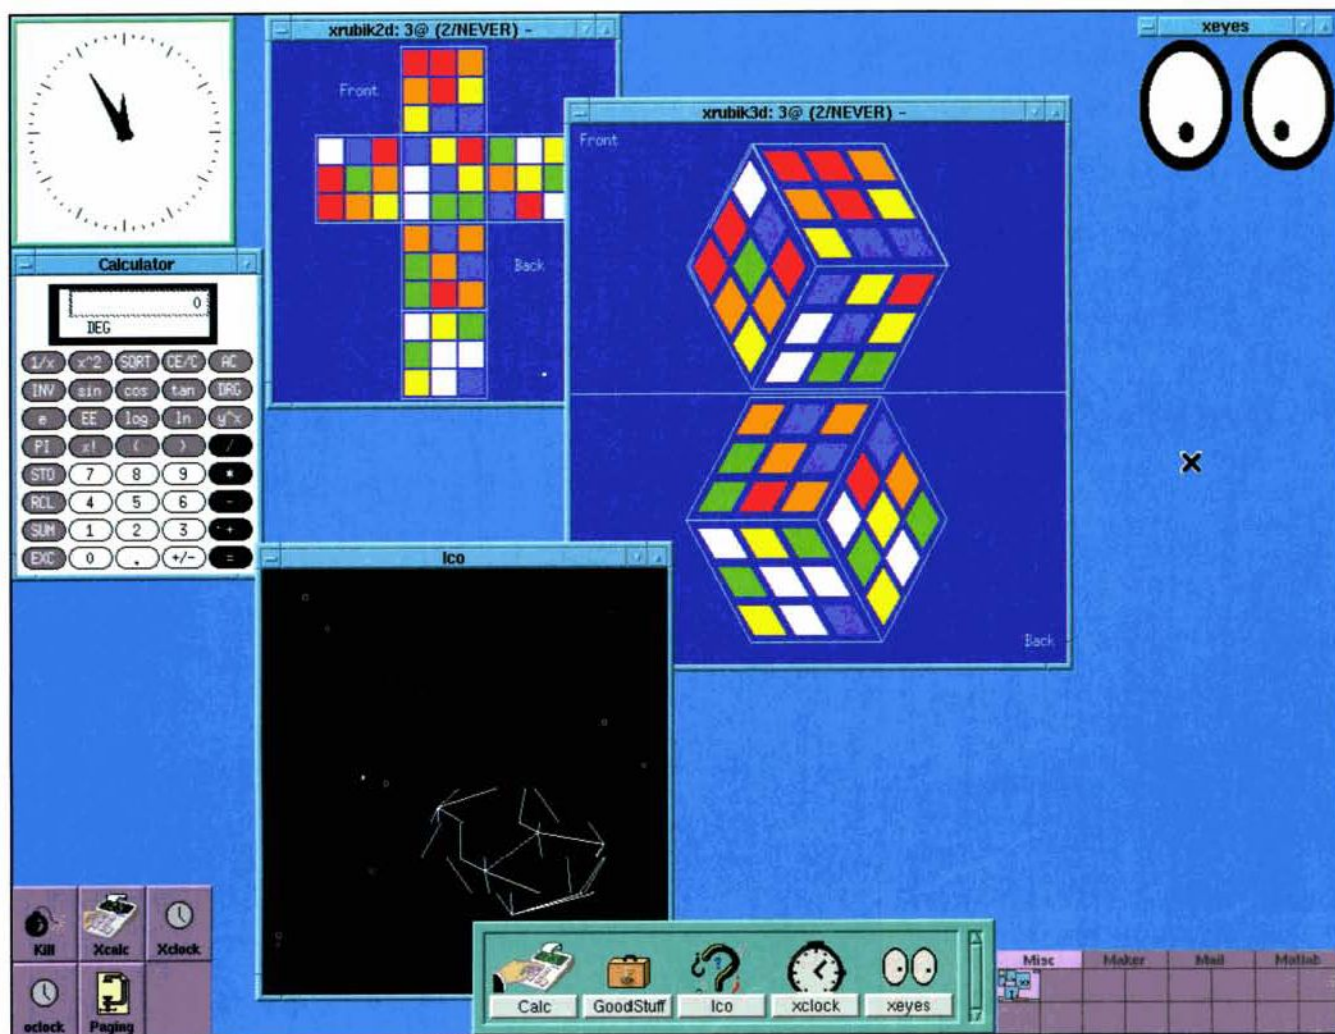 xrubik2d: 3@ (2/NEVER) -
Front
Back
xrubik3d: 3@ (2/NEVER) -
Front
Back
xeyes
Calculator
0
DEG
1/x x^2 SQRT CE/C AC
INV sin cos tan DRG
e EE log ln y^x
PI x! ( ) /
STO 7 8 9 *
RCL 4 5 6 -
SUM 1 2 3 +
EXC 0 . +/- =
Ico
Kill Xcalc Xclock
oclock Paging
Calc GoodStuff Ico xclock xeyes
Misc Maker Mail Matlab